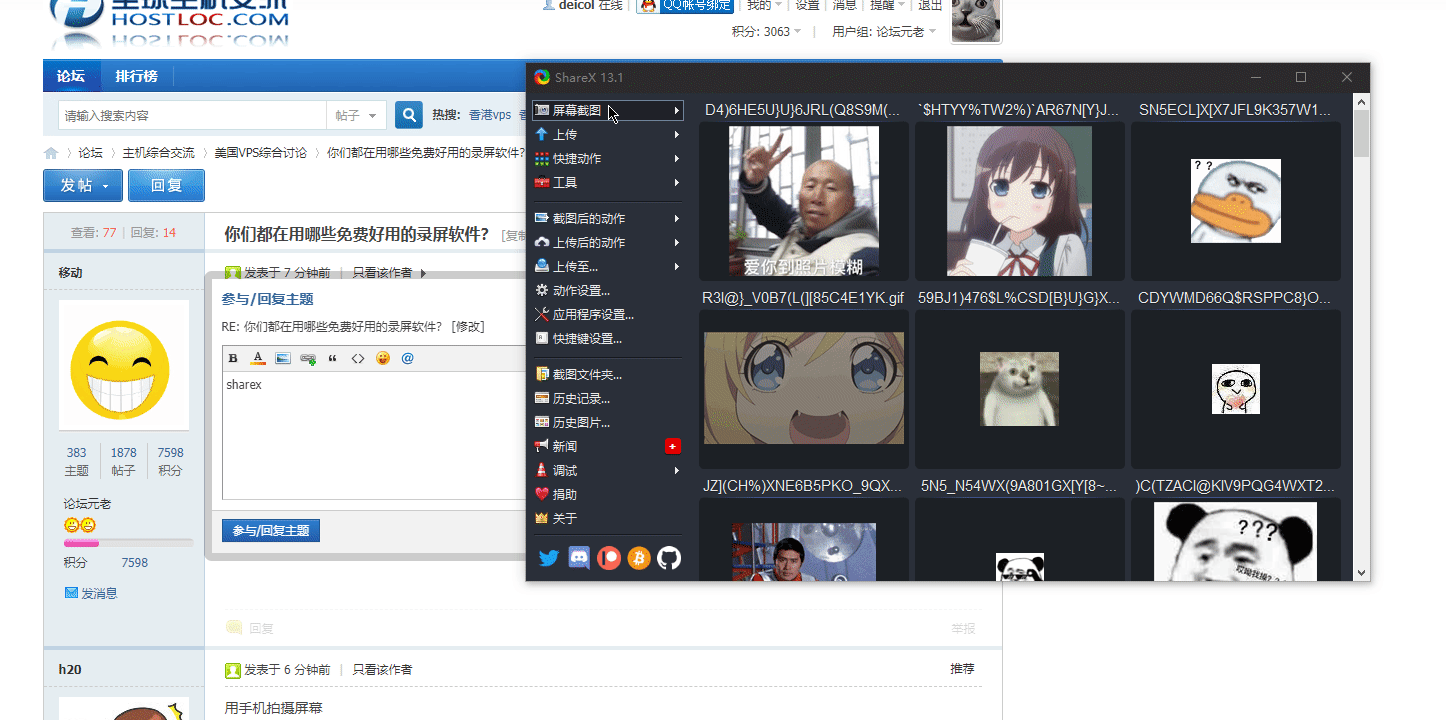 HOSTLOC.COM
deicol 在线 QQ帐号绑定 我的 设置 消息 提醒 退出
积分: 3063 | 用户组: 论坛元老
论坛 排行榜
请输入搜索内容 帖子 热搜: 香港vps
论坛 主机综合交流 美国VPS综合讨论 你们都在用哪些免费好用的录屏软件?
发帖 回复
查看: 77 | 回复: 14
你们都在用哪些免费好用的录屏软件? [复制
移动
发表于 7 分钟前 | 只看该作者
参与/回复主题
RE: 你们都在用哪些免费好用的录屏软件? [修改]
B A “ <> @
sharex
参与/回复主题
383 1878 7598
主题 帖子 积分
论坛元老
积分 7598
发消息
回复 举报
h20
发表于 6 分钟前 | 只看该作者 推荐
用手机拍摄屏幕
ShareX 13.1
屏幕截图
上传
快捷动作
工具
截图后的动作
上传后的动作
上传至...
动作设置...
应用程序设置...
快捷键设置...
截图文件夹...
历史记录...
历史图片...
新闻
调试
捐助
关于
D4)6HE5U}U}6JRL(Q8S9M(...
`$HTYY%TW2%)`AR67N[Y}J...
SN5ECL]X[X7JFL9K357W1...
爱你到照片模糊
? ?
R3I@}_V0B7(L(][85C4E1YK.gif
59BJ1)476$L%CSD[B}U}G}X...
CDYWMD66Q$RSPPC8}O...
JZ](CH%)XNE6B5PKO_9QX...
5N5_N54WX(9A801GX[Y[8~...
)C(TZACI@KIV9PQG4WXT2...
???